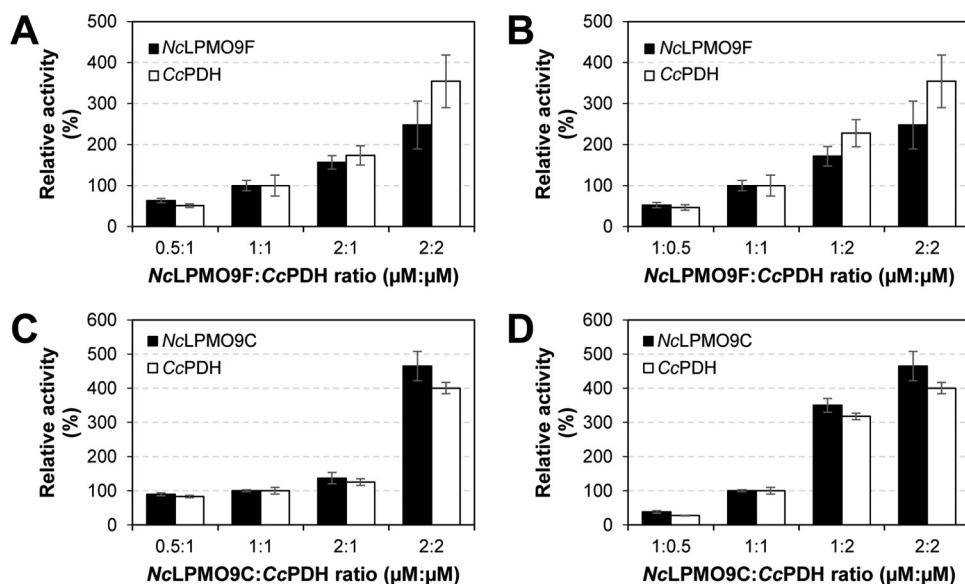 A
500
400
300
200
100
0
Relative activity
(%)
NcLPMO9F
CcPDH
0.5:1 1:1 2:1 2:2
NcLPMO9F:CcPDH ratio (µM:µM)
B
500
400
300
200
100
0
Relative activity
(%)
NcLPMO9F
CcPDH
1:0.5 1:1 1:2 2:2
NcLPMO9F:CcPDH ratio (µM:µM)
C
600
500
400
300
200
100
0
Relative activity
(%)
NcLPMO9C
CcPDH
0.5:1 1:1 2:1 2:2
NcLPMO9C:CcPDH ratio (µM:µM)
D
600
500
400
300
200
100
0
Relative activity
(%)
NcLPMO9C
CcPDH
1:0.5 1:1 1:2 2:2
NcLPMO9C:CcPDH ratio (µM:µM)